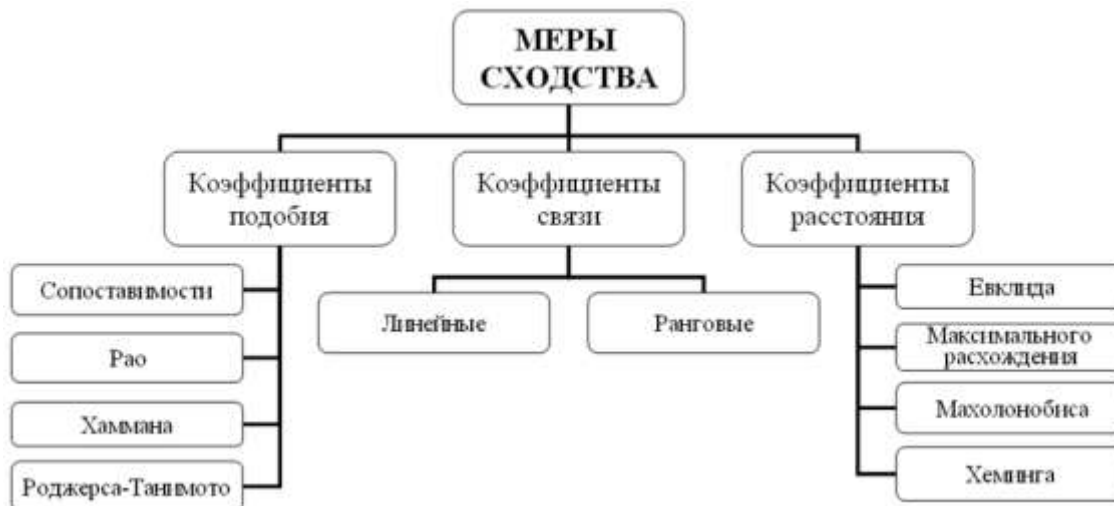 МЕРЫ
СХОДСТВА
Коэффициенты
подобия
Коэффициенты
связи
Коэффициенты
расстояния
Сопоставимости
Рао
Хаммана
Роджерса-Танимото
Линейные
Ранговые
Евклида
Максимального
расхождения
Махолонобиса
Хеминга